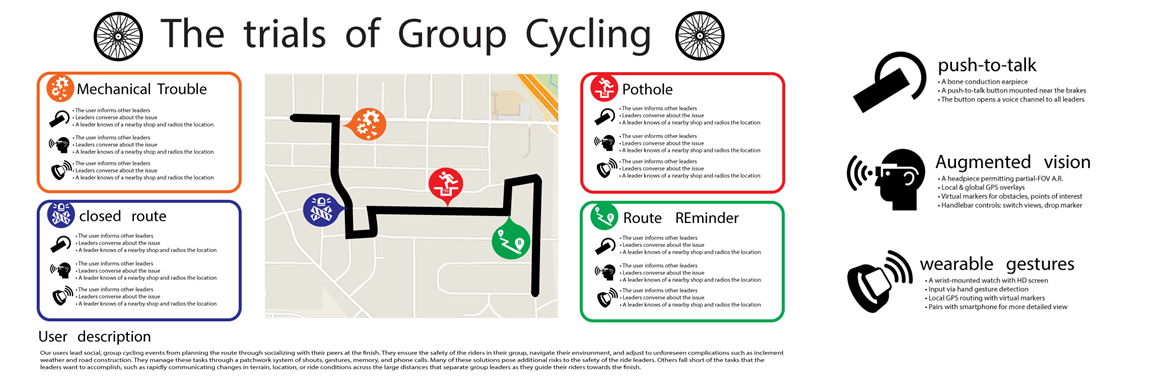 The trials of Group Cycling
Mechanical Trouble
• The user informs other leaders
• Leaders converse about the issue
• A leader knows of a nearby shop and radios the location
• The user informs other leaders
• Leaders converse about the issue
• A leader knows of a nearby shop and radios the location
• The user informs other leaders
• Leaders converse about the issue
• A leader knows of a nearby shop and radios the location
closed route
• The user informs other leaders
• Leaders converse about the issue
• A leader knows of a nearby shop and radios the location
• The user informs other leaders
• Leaders converse about the issue
• A leader knows of a nearby shop and radios the location
• The user informs other leaders
• Leaders converse about the issue
• A leader knows of a nearby shop and radios the location
Pothole
• The user informs other leaders
• Leaders converse about the issue
• A leader knows of a nearby shop and radios the location
• The user informs other leaders
• Leaders converse about the issue
• A leader knows of a nearby shop and radios the location
• The user informs other leaders
• Leaders converse about the issue
• A leader knows of a nearby shop and radios the location
Route REminder
• The user informs other leaders
• Leaders converse about the issue
• A leader knows of a nearby shop and radios the location
• The user informs other leaders
• Leaders converse about the issue
• A leader knows of a nearby shop and radios the location
• The user informs other leaders
• Leaders converse about the issue
• A leader knows of a nearby shop and radios the location
push-to-talk
• A bone conduction earpiece
• A push-to-talk button mounted near the brakes
• The button opens a voice channel to all leaders
Augmented vision
• A headpiece permitting partial-FOV A.R.
• Local & global GPS overlays
• Virtual markers for obstacles, points of interest
• Handlebar controls: switch views, drop marker
wearable gestures
• A wrist-mounted watch with HD screen
• Input via hand gesture detection
• Local GPS routing with virtual markers
• Pairs with smartphone for more detailed view
User description
Our users lead social, group cycling events from planning the route through socializing with their peers at the finish. They ensure the safety of the riders in their group, navigate their environment, and adjust to unforeseen complications such as inclement
weather and road construction. They manage these tasks through a patchwork system of shouts, gestures, memory, and phone calls. Many of these solutions pose additional risks to the safety of the ride leaders. Others fall short of the tasks that the
leaders want to accomplish, such as rapidly communicating changes in terrain, location, or ride conditions across the large distances that separate group leaders as they guide their riders towards the finish.